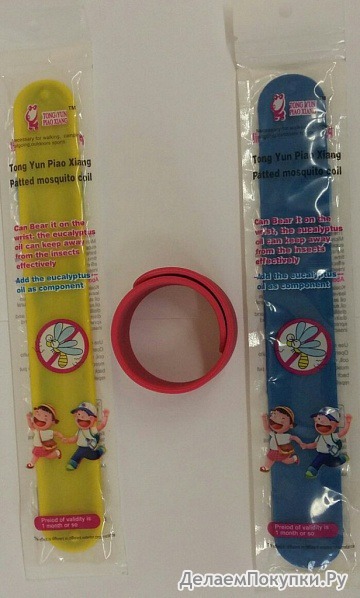 TONG YUN
PIAO XIANG
TM
Tong Yun Piao Xiang
Patted mosquito coil
Can Bear it on the
wrist, the eucalyptus
oil can keep away
from the insects
effectively
Add the eucalyptus
oil as component
Preiod of validity is
1 month or so
TONG YUN
PIAO XIANG
Tong Yun Piao Xiang
Patted mosquito coil
Can Bear it on the
wrist, the eucalyptus
oil can keep away
from the insects
effectively
Add the eucalyptus
oil as component
Preiod of validity is
1 month or so
ДелаемПокупки.Ру